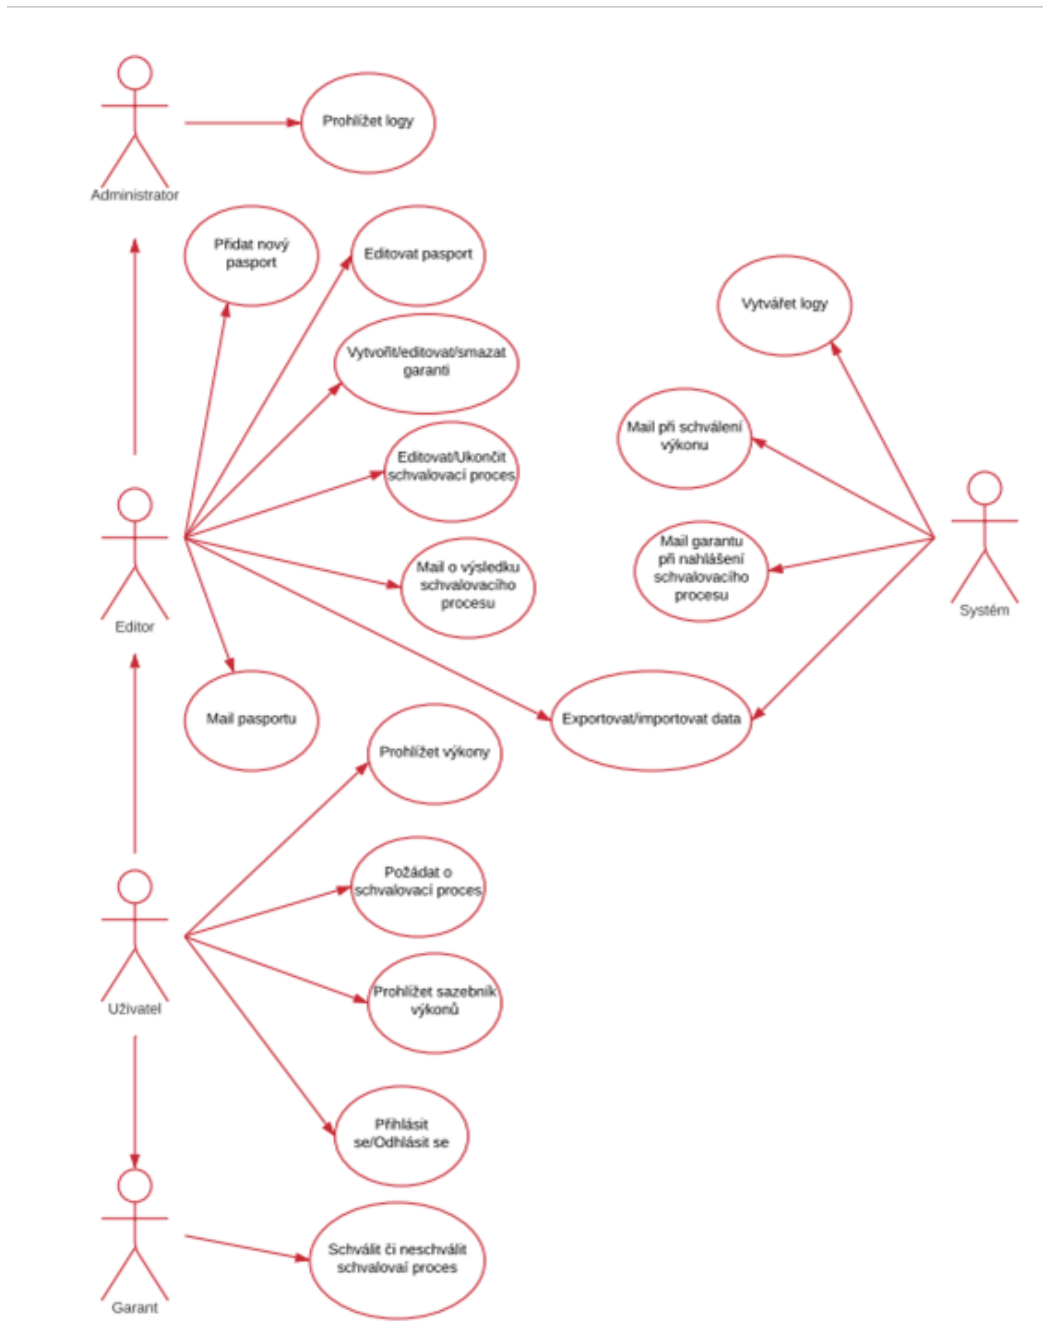 Prohlížet logy
Administrator
Přidat nový
pasport
Editovat pasport
Vytvářet logy
Vytvořit/editovat/smazat
garanti
Mail při schválení
výkonu
Editovat/Ukončit
schvalovací proces
Mail garantu
při nahlášení
schvalovacího
procesu
Mail o výsledku
schvalovacího
procesu
Systém
Editor
Mail pasportu
Exportovat/importovat data
Prohlížet výkony
Požádat o
schvalovací proces
Prohlížet sazebník
výkonů
Uživatel
Přihlásit
se/Odhlásit se
Schválit či neschválit
schvalovaí proces
Garant